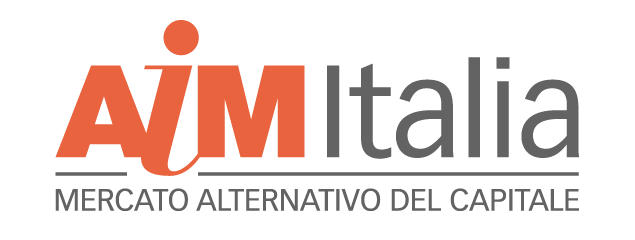 AiM Italia
MERCATO ALTERNATIVO DEL CAPITALE